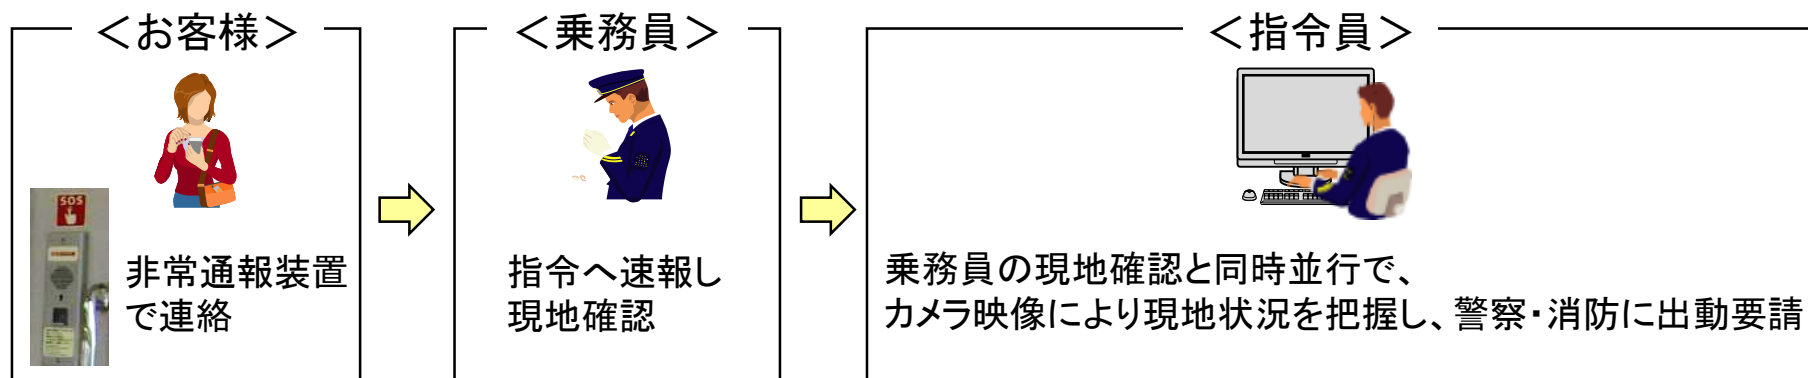 ＜お客様＞
SOS
非常通報装置
で連絡
＜乗務員＞
指令へ速報し
現地確認
＜指令員＞
乗務員の現地確認と同時並行で、
カメラ映像により現地状況を把握し、警察・消防に出動要請